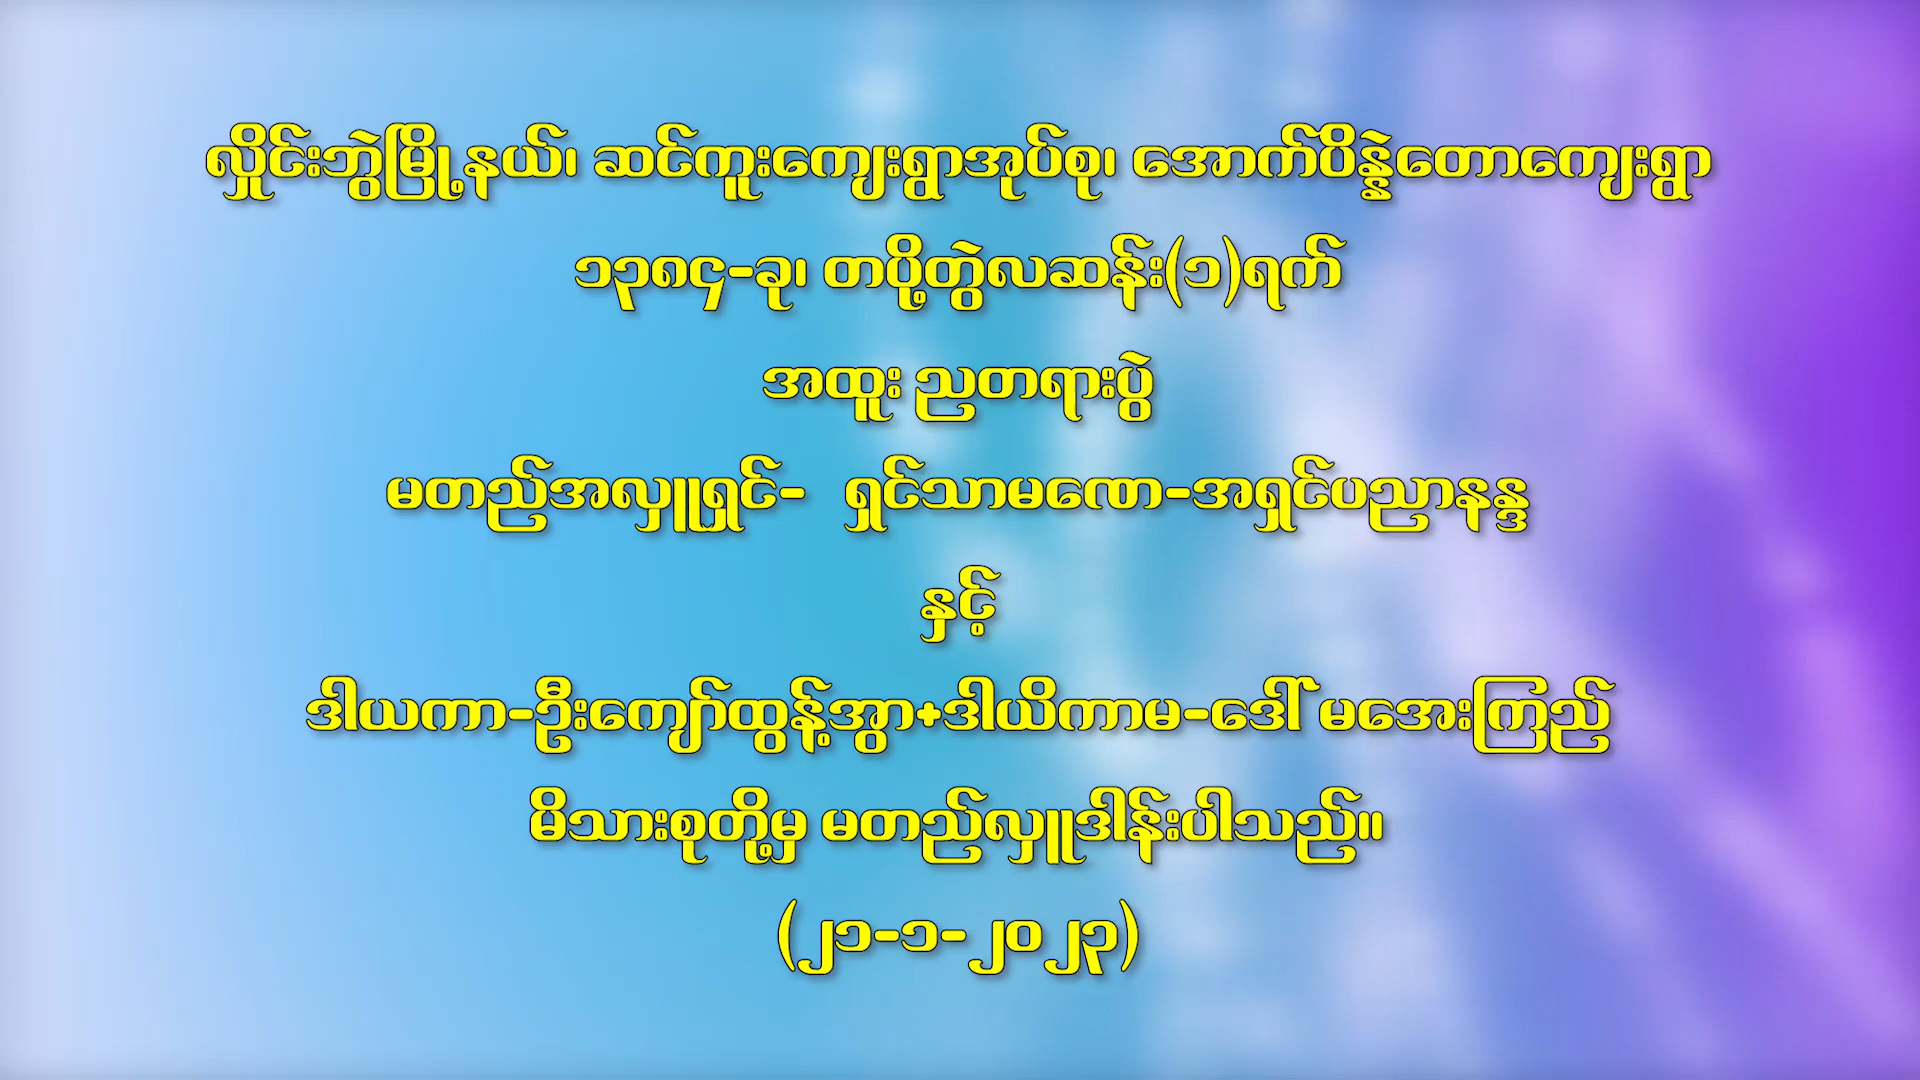 လှိုင်းဘွဲမြို့နယ်၊ ဆင်ကူးကျေးရွာအုပ်စု၊ အောက်ပိန္နဲတောကျေးရွာ
၁၃၈၄-ခု၊ တပို့တွဲလဆန်း(၁)ရက်
အထူး ညတရားပွဲ
မတည်အလှူရှင်- ရှင်သာမဏေ-အရှင်ပညာနန္ဒ
နှင့်
ဒါယကာ-ဦးကျော်ထွန့်အွာ+ဒါယိကာမ-ဒေါ် မအေးကြည်
မိသားစုတို့မှ မတည်လှူဒါန်းပါသည်။
(၂၁-၁-၂၀၂၃)